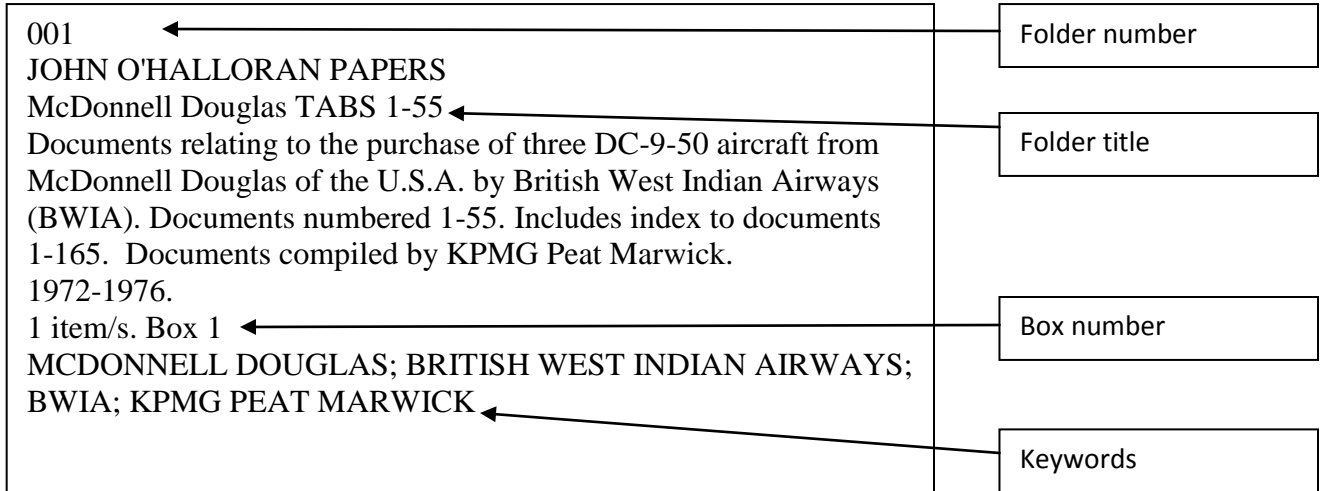 001
JOHN O'HALLORAN PAPERS
McDonnell Douglas TABS 1-55
Documents relating to the purchase of three DC-9-50 aircraft from
McDonnell Douglas of the U.S.A. by British West Indian Airways
(BWIA). Documents numbered 1-55. Includes index to documents
1-165.  Documents compiled by KPMG Peat Marwick.
1972-1976.
1 item/s. Box 1
MCDONNELL DOUGLAS; BRITISH WEST INDIAN AIRWAYS;
BWIA; KPMG PEAT MARWICK
Folder number
Folder title
Box number
Keywords